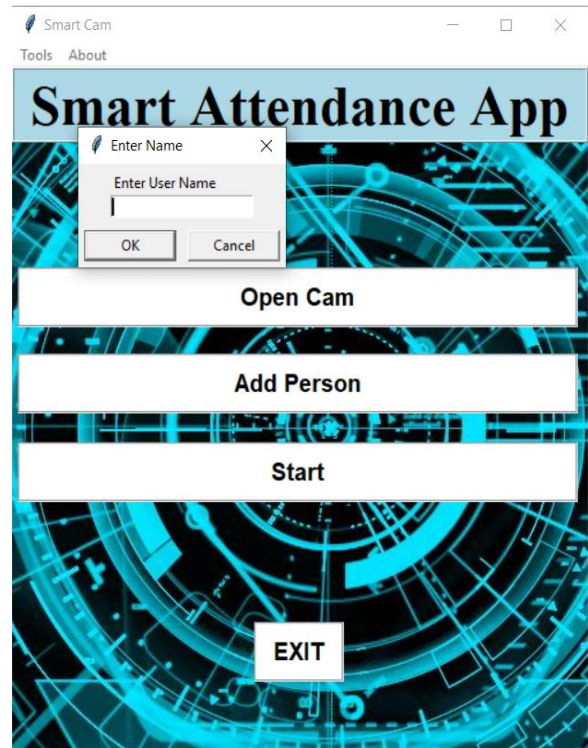 Smart Cam
Tools About
Smart Attendance App
Enter Name
Enter User Name
OK Cancel
Open Cam
Add Person
Start
EXIT